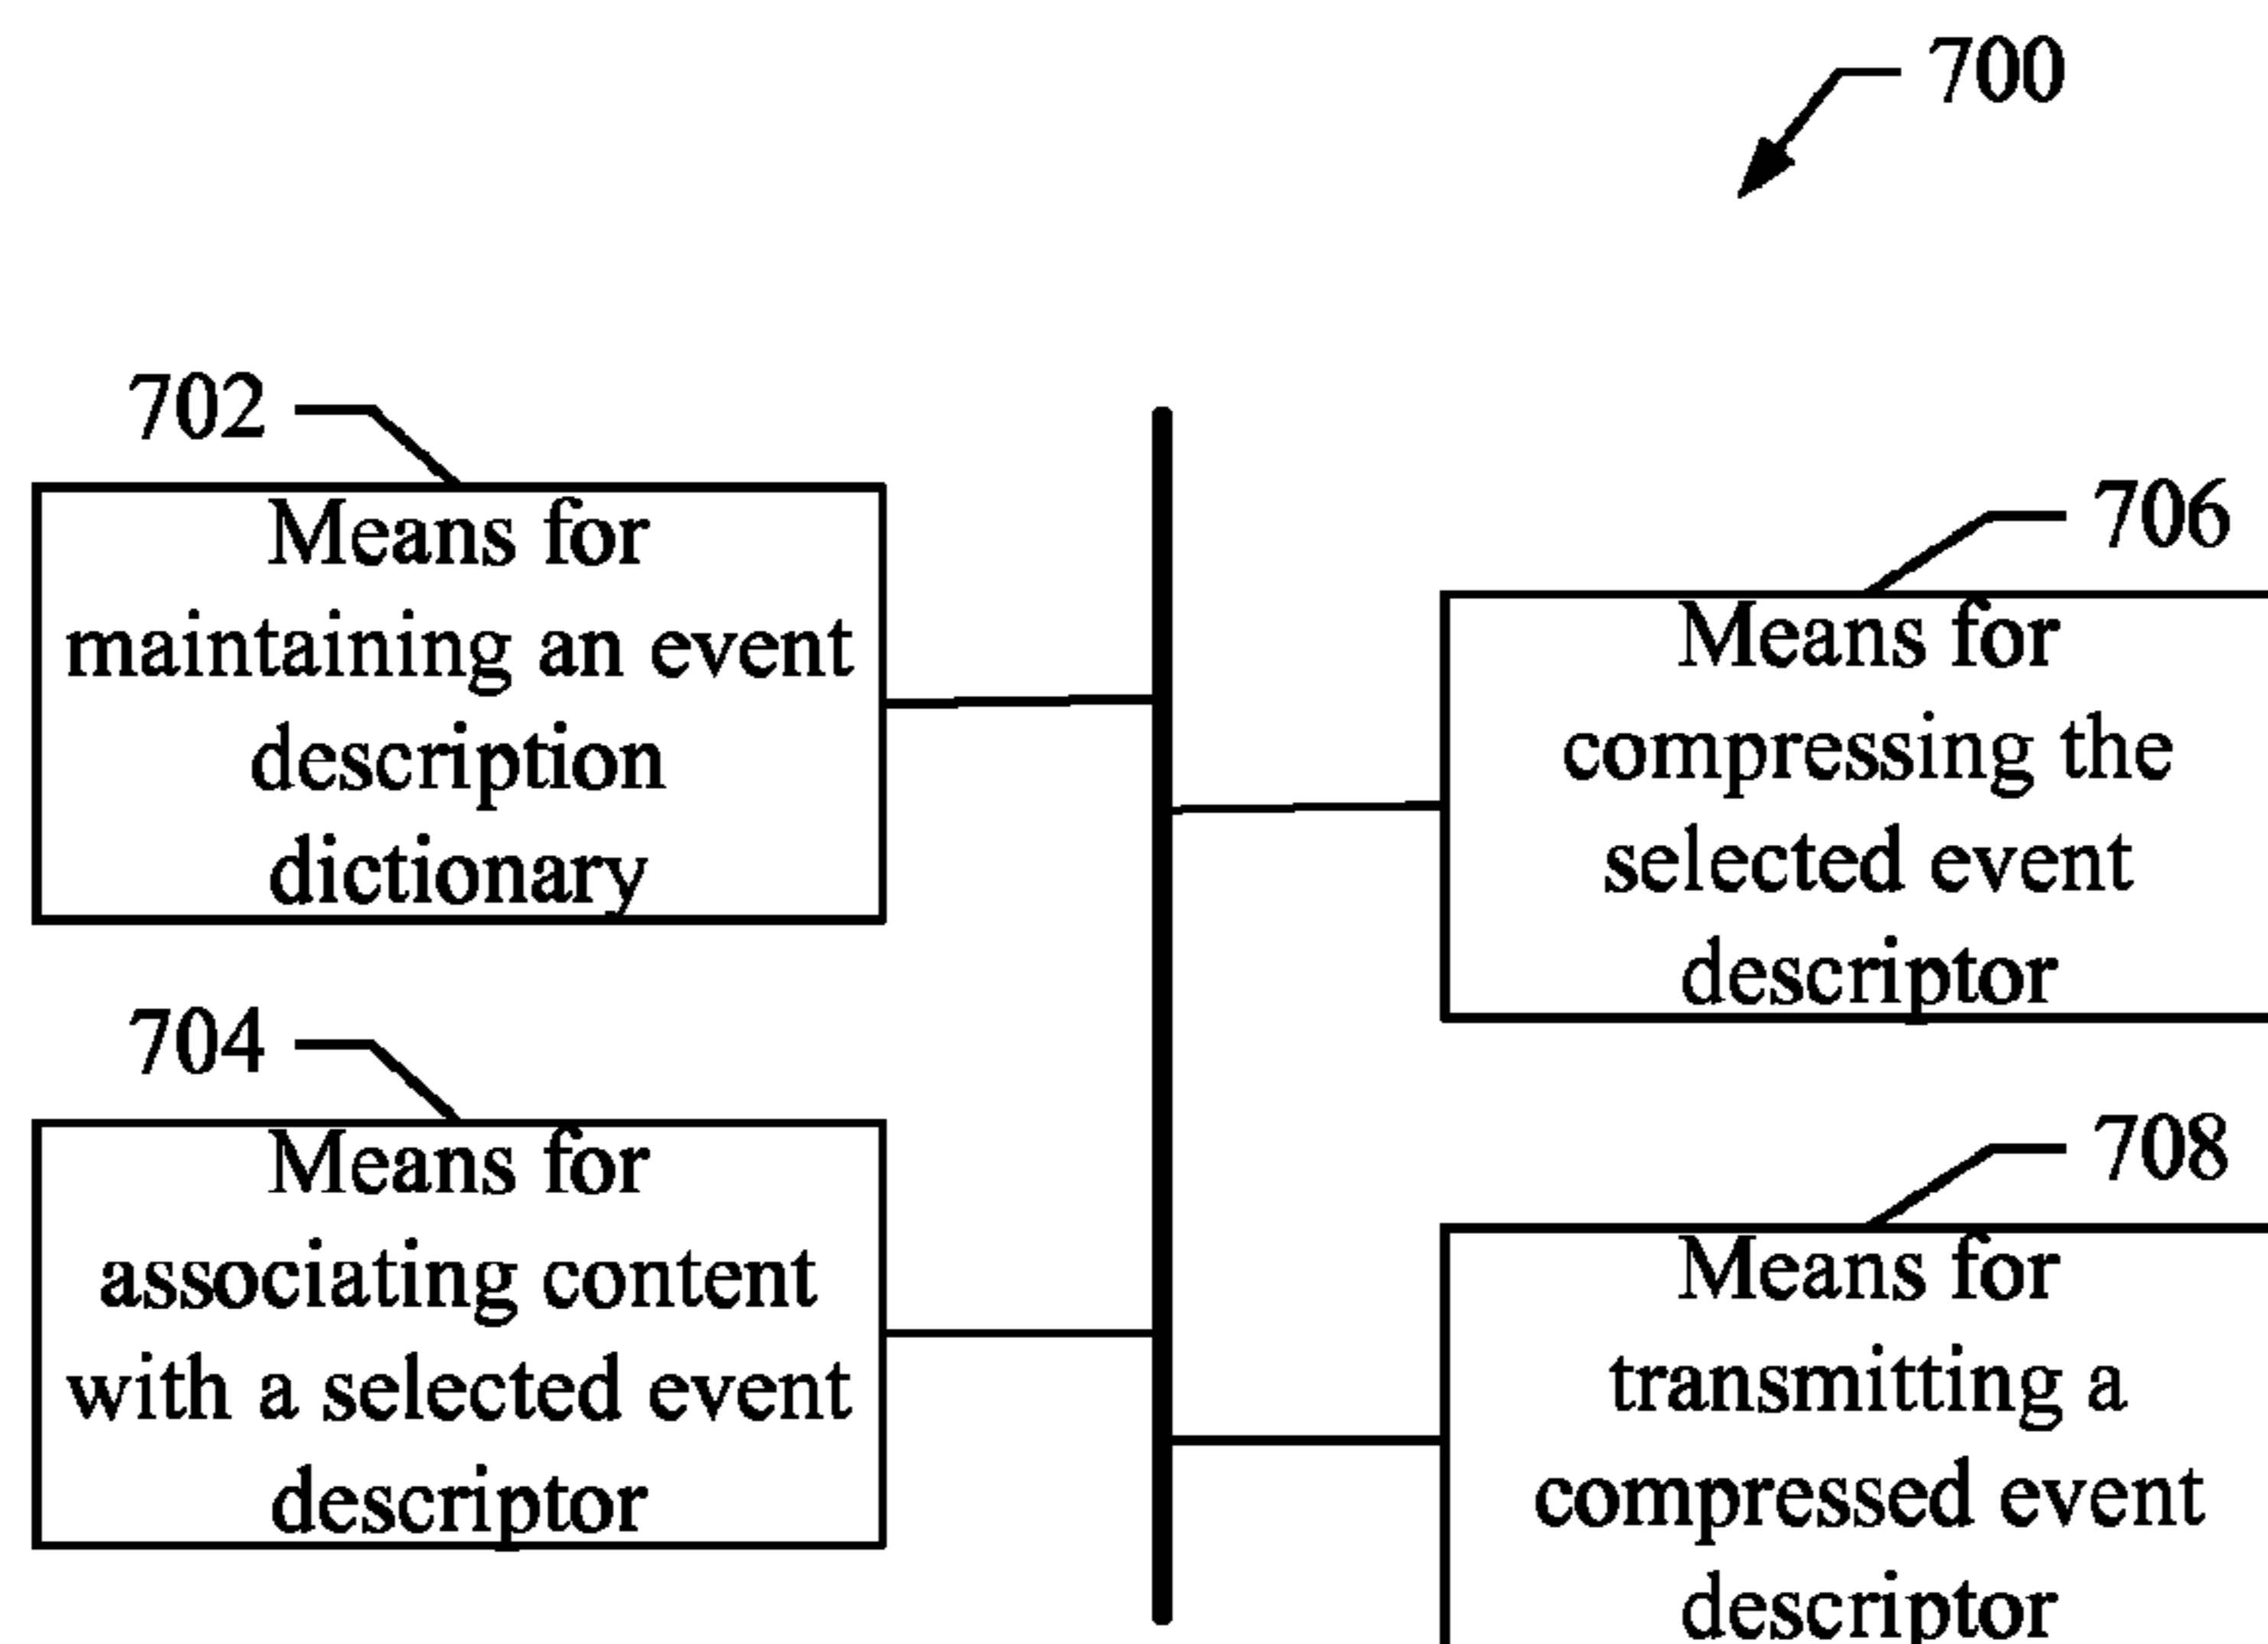 700
702
Means for
maintaining an event
description
dictionary
704
Means for
associating content
with a selected event
descriptor
706
Means for
compressing the
selected event
descriptor
708
Means for
transmitting a
compressed event
descriptor